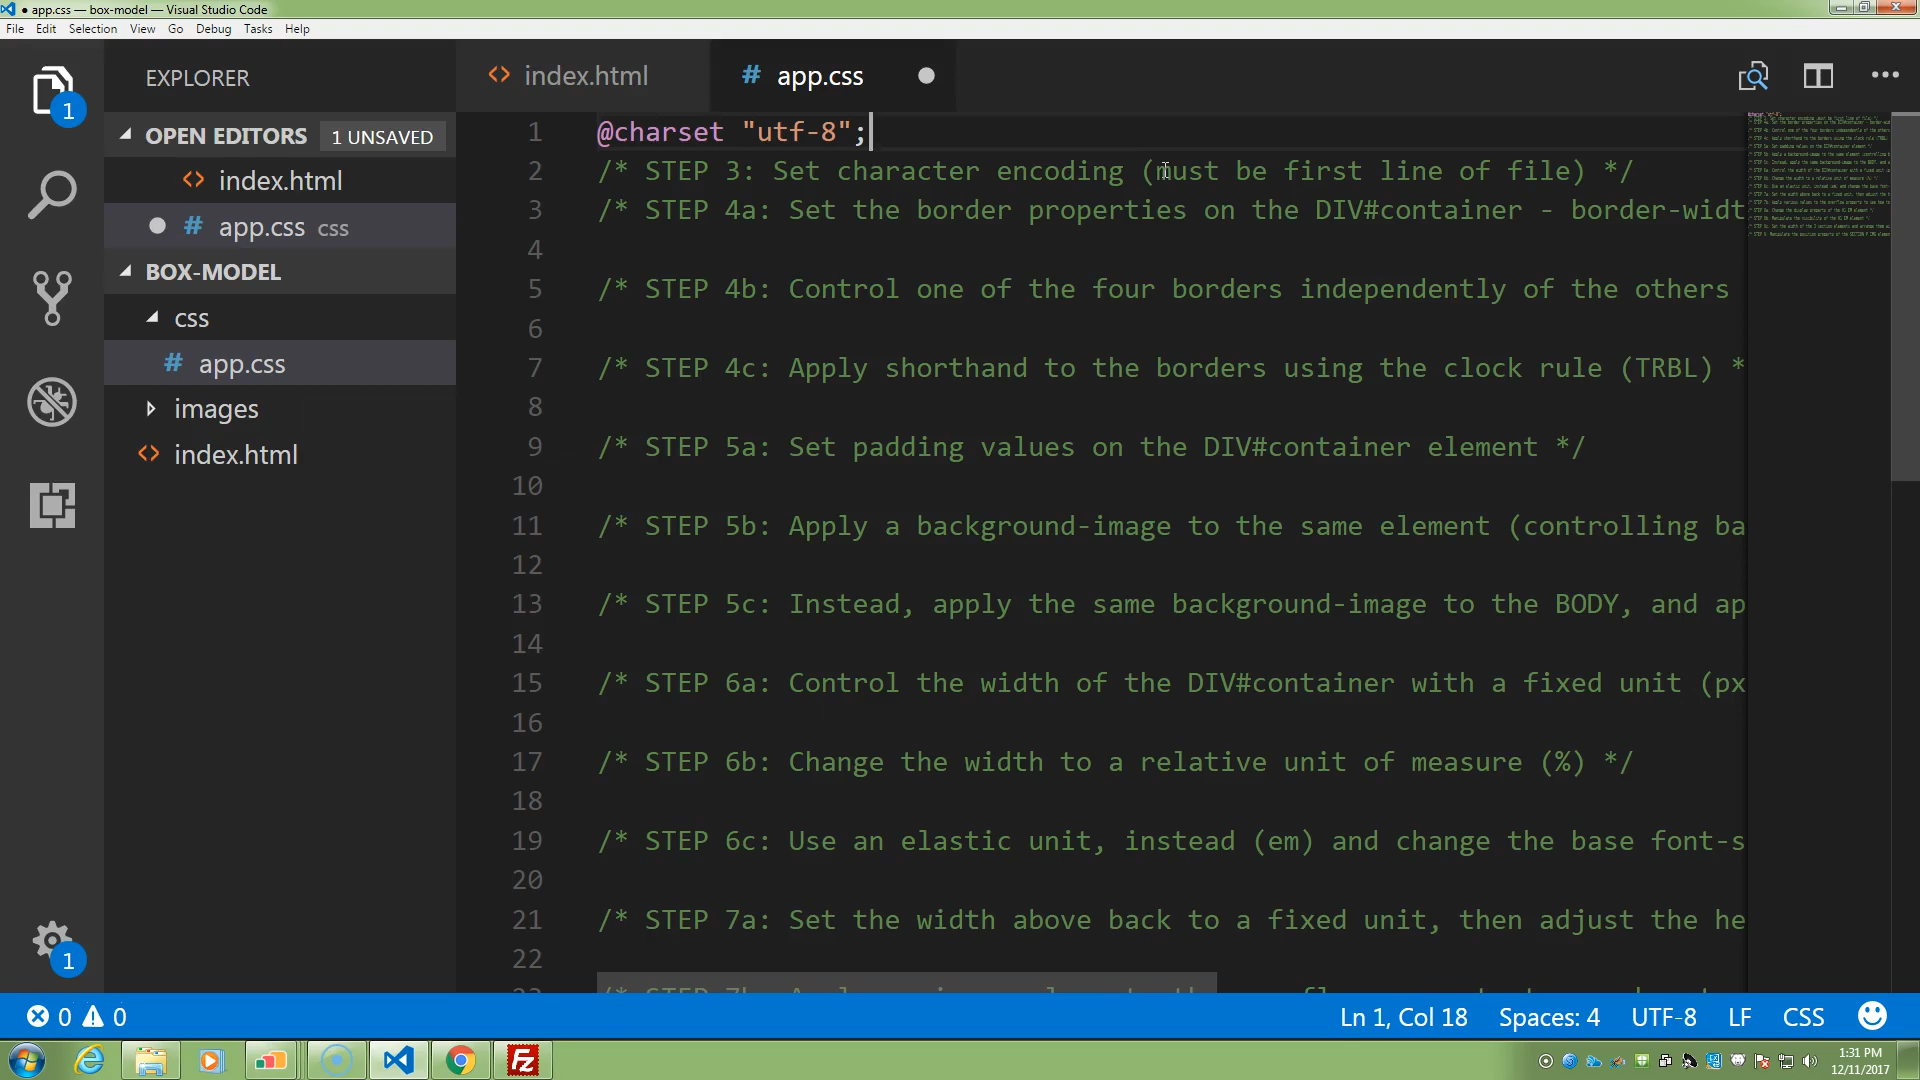 ● app.css — box-model — Visual Studio Code
File Edit Selection View Go Debug Tasks Help
EXPLORER
index.html
# app.css
1
OPEN EDITORS 1 UNSAVED
index.html
# app.css css
BOX-MODEL
css
# app.css
images
index.html
1 @charset "utf-8";
2 /* STEP 3: Set character encoding (must be first line of file) */
3 /* STEP 4a: Set the border properties on the DIV#container - border-widt
4
5 /* STEP 4b: Control one of the four borders independently of the others
6
7 /* STEP 4c: Apply shorthand to the borders using the clock rule (TRBL) *
8
9 /* STEP 5a: Set padding values on the DIV#container element */
10
11 /* STEP 5b: Apply a background-image to the same element (controlling ba
12
13 /* STEP 5c: Instead, apply the same background-image to the BODY, and ap
14
15 /* STEP 6a: Control the width of the DIV#container with a fixed unit (px
16
17 /* STEP 6b: Change the width to a relative unit of measure (%) */
18
19 /* STEP 6c: Use an elastic unit, instead (em) and change the base font-s
20
21 /* STEP 7a: Set the width above back to a fixed unit, then adjust the he
22
1
0 0
Ln 1, Col 18 Spaces: 4 UTF-8 LF CSS
1:31 PM
12/11/2017